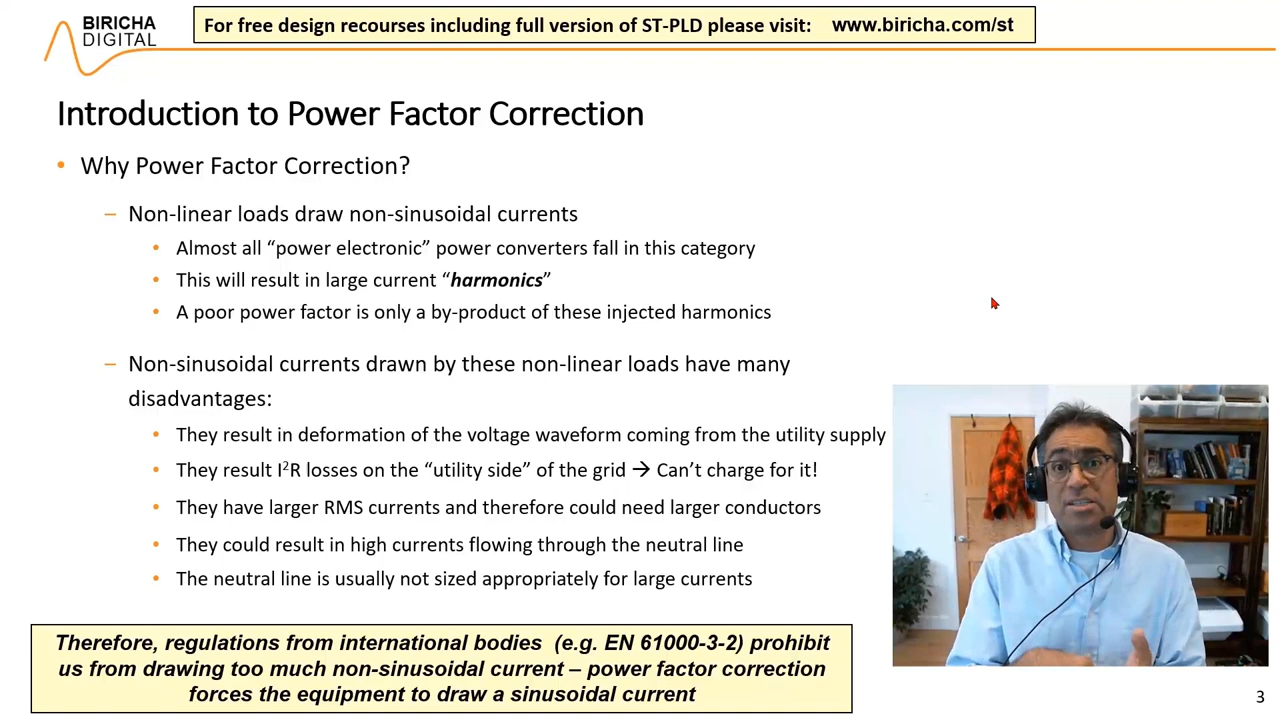 BIRICHA
DIGITAL
For free design recourses including full version of ST-PLD please visit: www.biricha.com/st
Introduction to Power Factor Correction
• Why Power Factor Correction?
– Non-linear loads draw non-sinusoidal currents
• Almost all “power electronic” power converters fall in this category
• This will result in large current “harmonics”
• A poor power factor is only a by-product of these injected harmonics
– Non-sinusoidal currents drawn by these non-linear loads have many
disadvantages:
• They result in deformation of the voltage waveform coming from the utility supply
• They result I²R losses on the “utility side” of the grid → Can’t charge for it!
• They have larger RMS currents and therefore could need larger conductors
• They could result in high currents flowing through the neutral line
• The neutral line is usually not sized appropriately for large currents
Therefore, regulations from international bodies (e.g. EN 61000-3-2) prohibit
us from drawing too much non-sinusoidal current – power factor correction
forces the equipment to draw a sinusoidal current
3